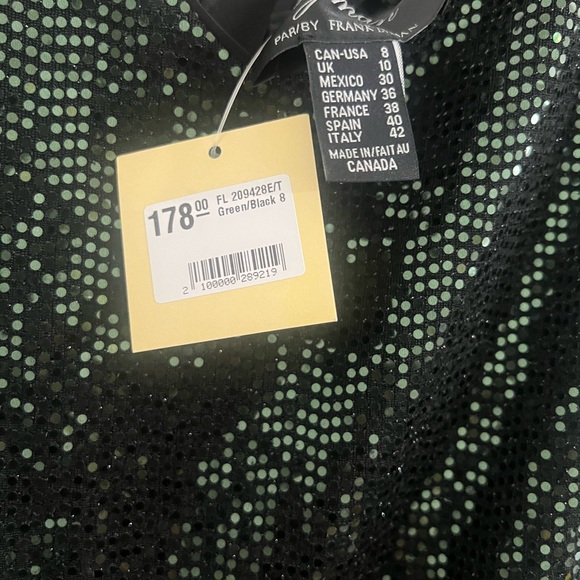 PAR/BY FRANK
CAN-USA 8
UK 10
MEXICO 30
GERMANY 36
FRANCE 38
SPAIN 40
ITALY 42
MADE IN/FAIT AU
CANADA
178.00 FL 209428E/T
Green/Black 8
2 100000 289219